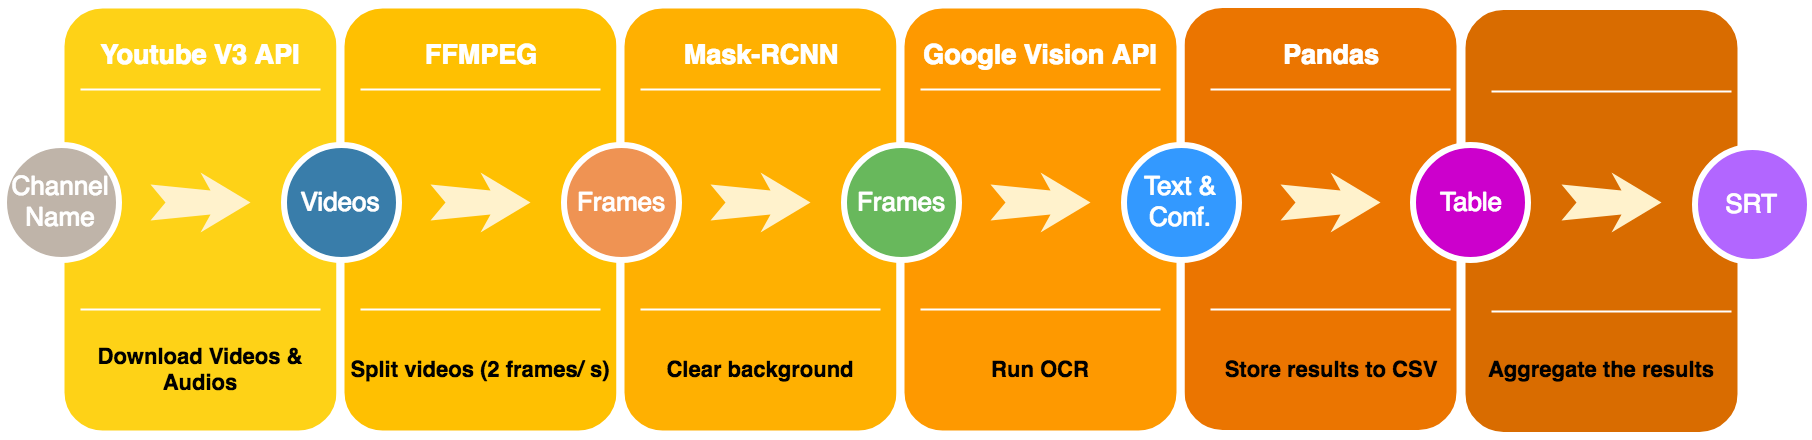 Youtube V3 API
FFMPEG
Mask-RCNN
Google Vision API
Pandas
Channel
Name
Videos
Frames
Frames
Text &
Conf.
Table
SRT
Download Videos &
Audios
Split videos (2 frames/ s)
Clear background
Run OCR
Store results to CSV
Aggregate the results